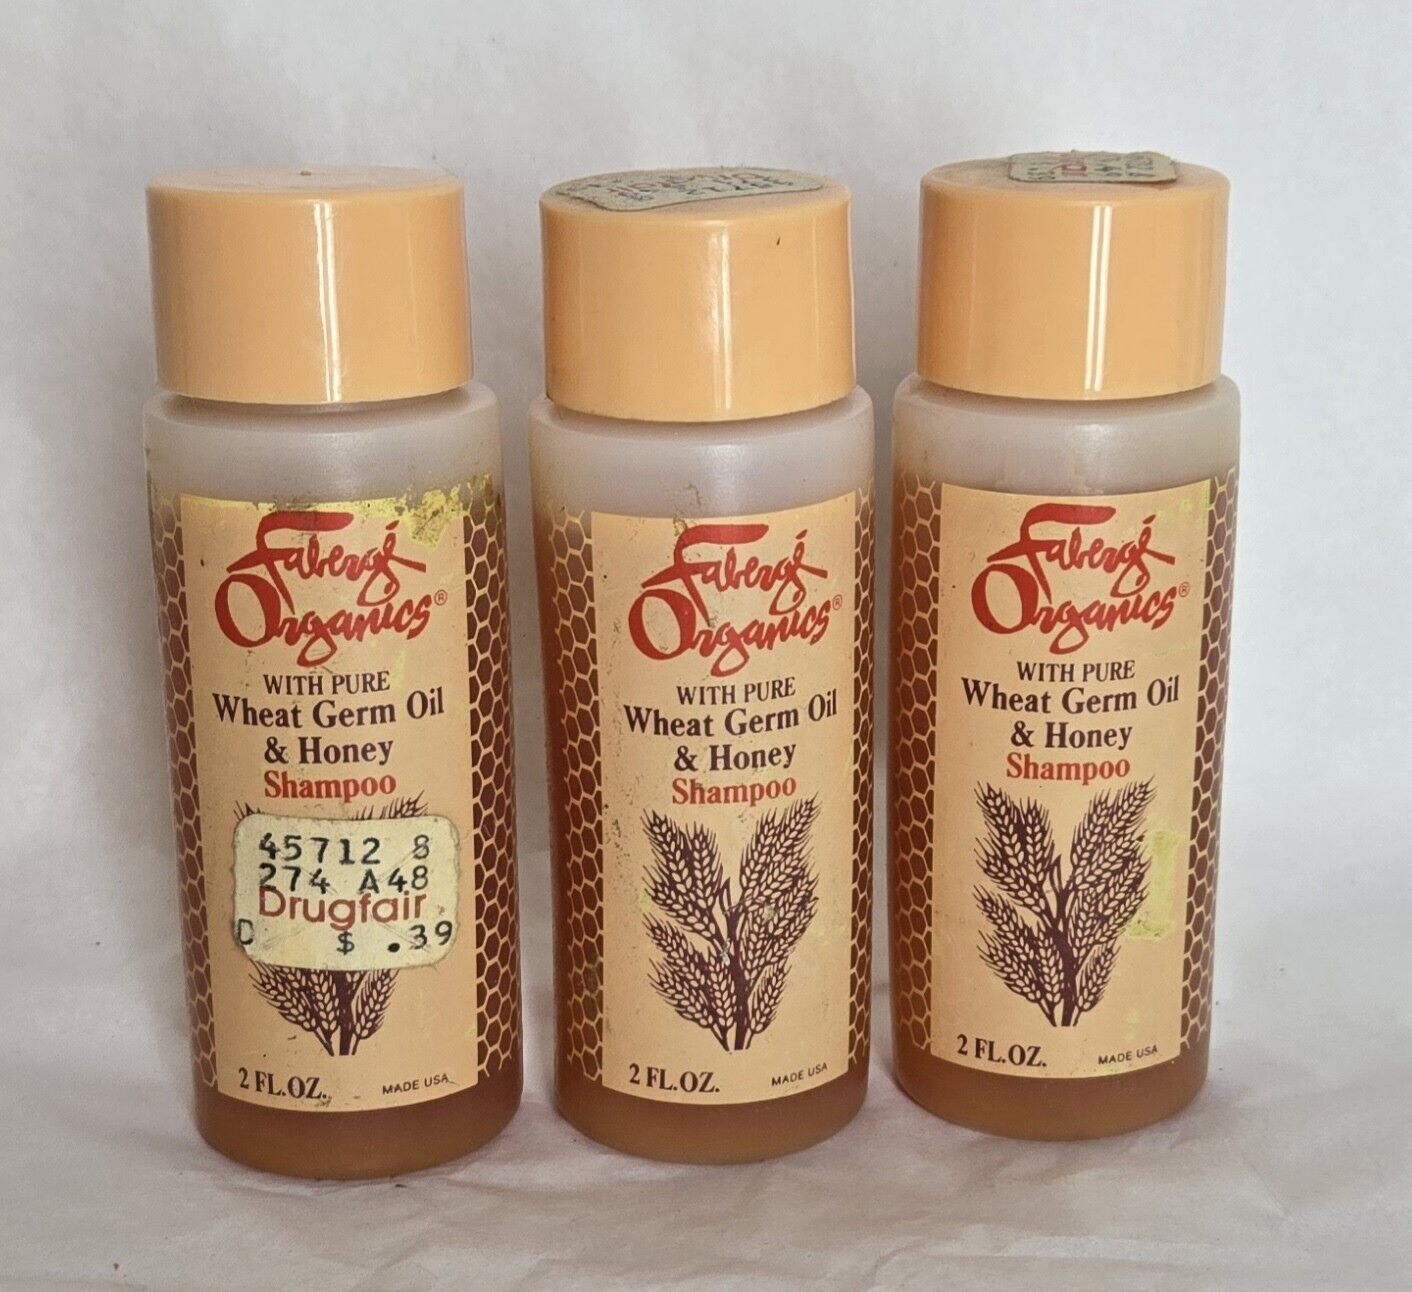 Fabergé
Organics®
WITH PURE
Wheat Germ Oil
& Honey
Shampoo
45712 8
274 A48
Drugfair
D $ .39
2 FL.OZ.
MADE USA
Fabergé
Organics®
WITH PURE
Wheat Germ Oil
& Honey
Shampoo
2 FL.OZ.
MADE USA
Fabergé
Organics®
WITH PURE
Wheat Germ Oil
& Honey
Shampoo
2 FL.OZ.
MADE USA